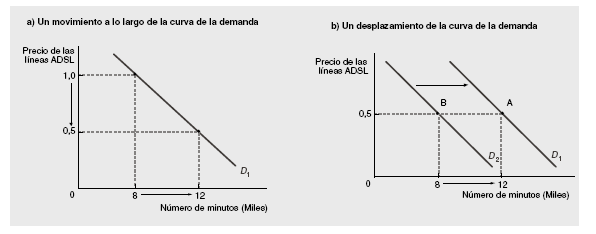 a) Un movimiento a lo largo de la curva de la demanda
Precio de las
líneas ADSL
1,0
0,5
D1
0
8
12
Número de minutos (Miles)
b) Un desplazamiento de la curva de la demanda
Precio de las
líneas ADSL
B
A
0,5
D2
D1
0
8
12
Número de minutos (Miles)